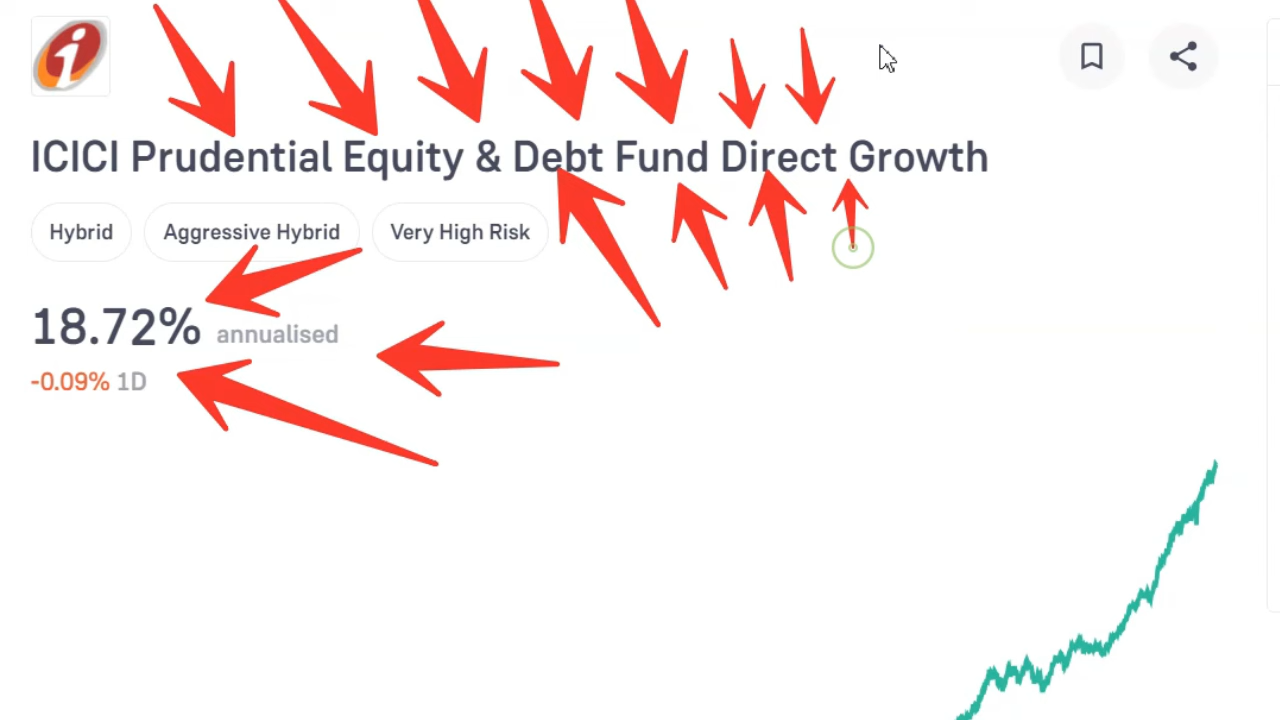 ICICI Prudential Equity & Debt Fund Direct Growth
Hybrid Aggressive Hybrid Very High Risk
18.72% annualised
-0.09% 1D